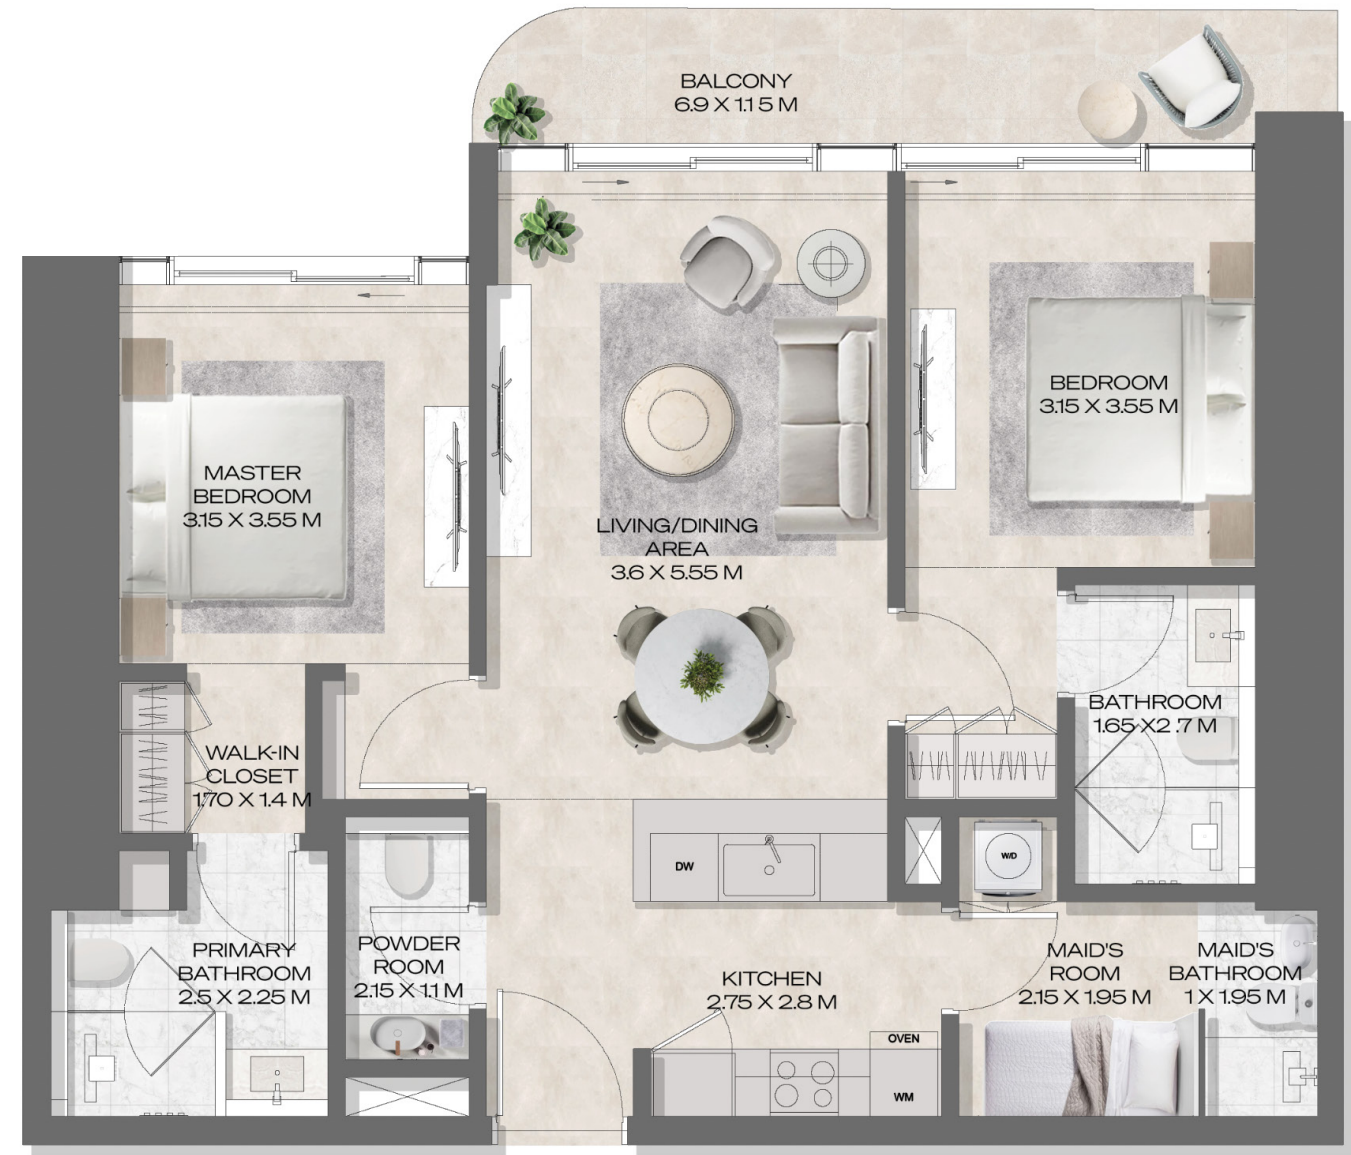 BALCONY
6.9 X 1.15 M
MASTER
BEDROOM
3.15 X 3.55 M
LIVING/DINING
AREA
3.6 X 5.55 M
BEDROOM
3.15 X 3.55 M
WALK-IN
CLOSET
1.70 X 1.4 M
BATHROOM
1.65 X2 .7 M
DW
W/D
PRIMARY
BATHROOM
2.5 X 2.25 M
POWDER
ROOM
2.15 X 1.1 M
KITCHEN
2.75 X 2.8 M
MAID'S
ROOM
2.15 X 1.95 M
MAID'S
BATHROOM
1 X 1.95 M
OVEN
WM